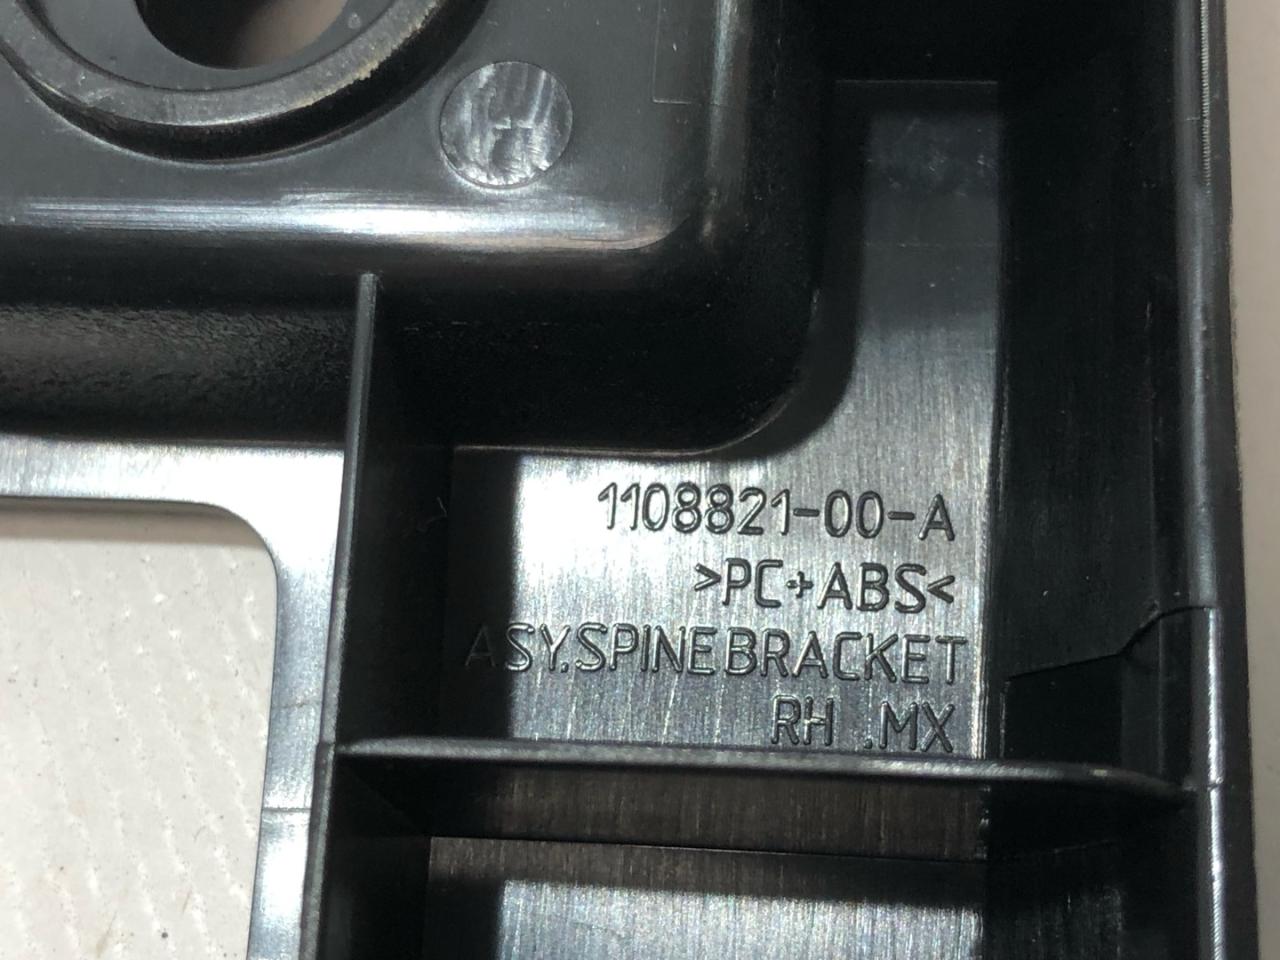 1108821-00-A
>PC+ABS<
ASY.SPINE BRACKET
RH .MX